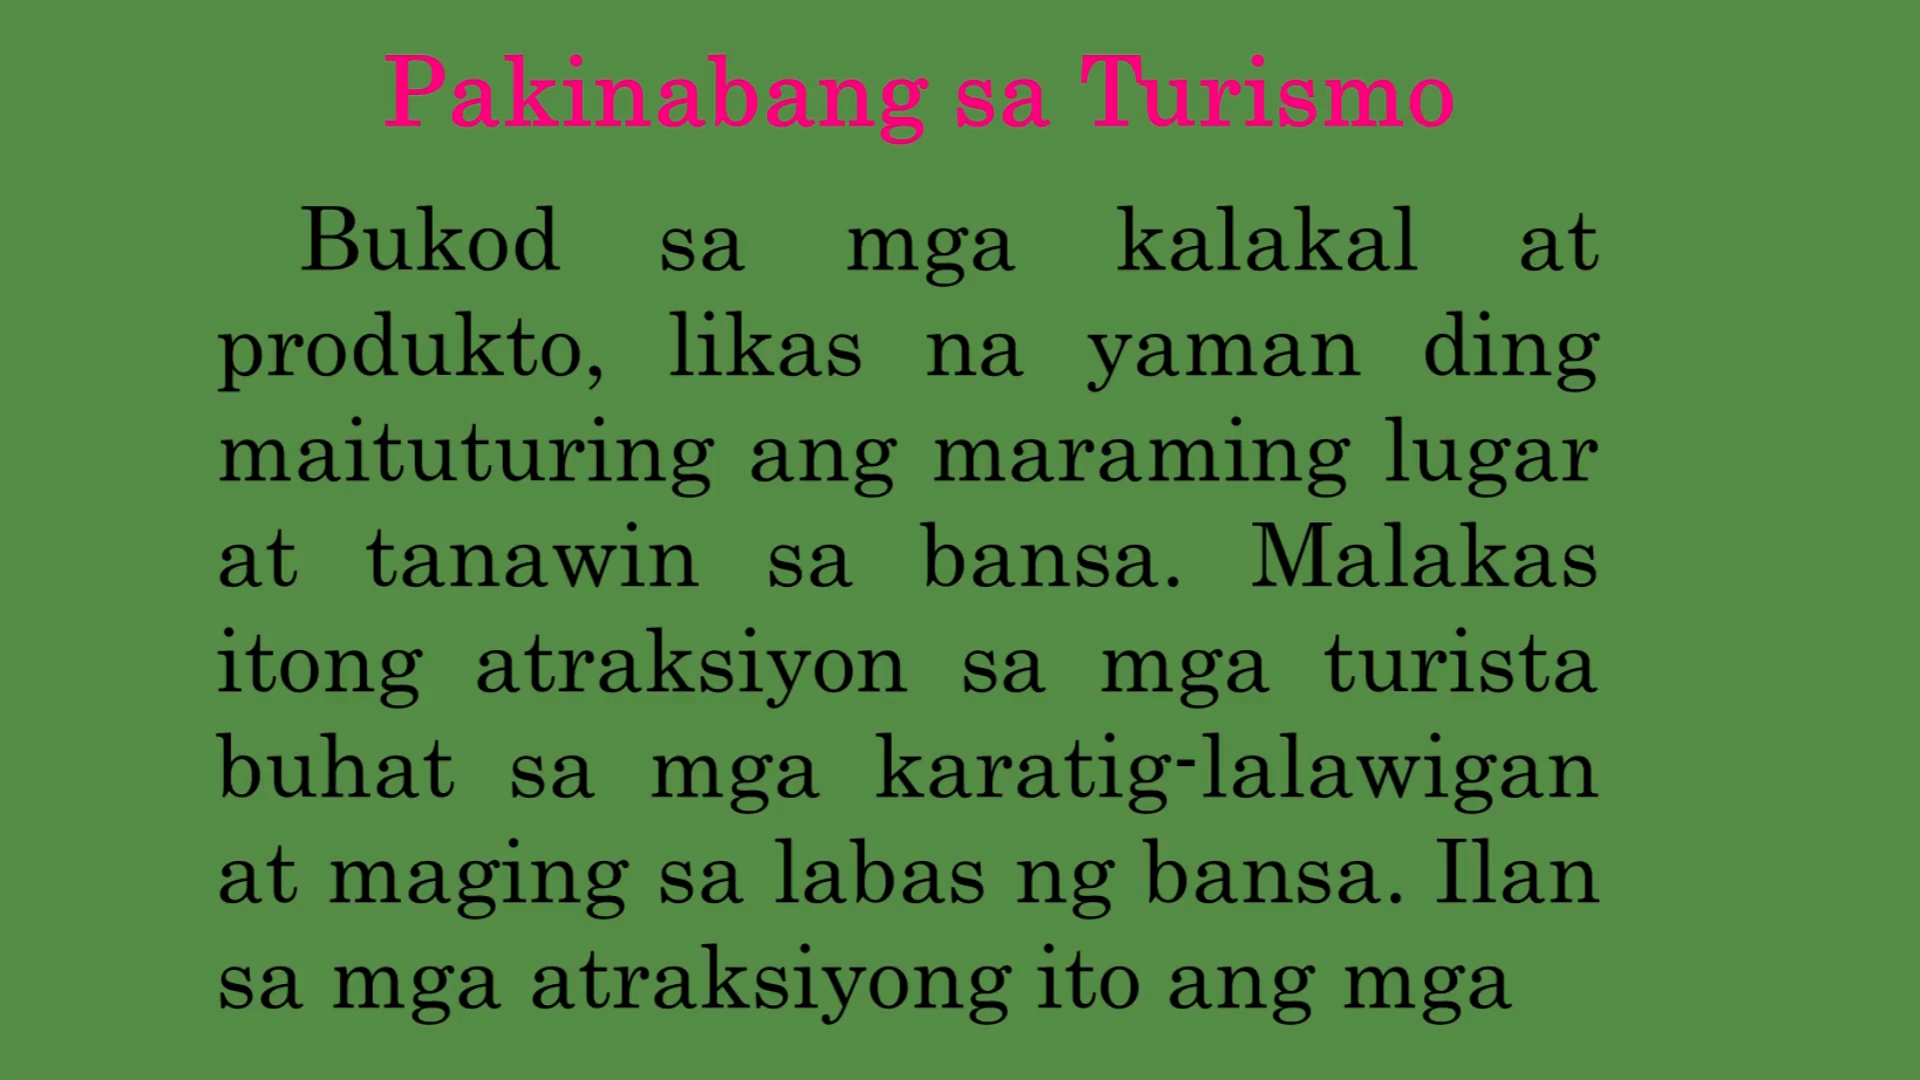 Pakinabang sa Turismo
Bukod sa mga kalakal at
produkto, likas na yaman ding
maituturing ang maraming lugar
at tanawin sa bansa. Malakas
itong atraksiyon sa mga turista
buhat sa mga karatig-lalawigan
at maging sa labas ng bansa. Ilan
sa mga atraksiyong ito ang mga